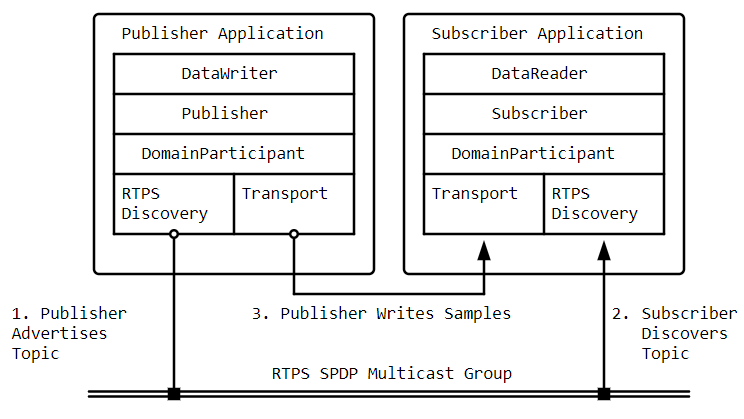 Publisher Application
DataWriter
Publisher
DomainParticipant
RTPS
Discovery
Transport
Subscriber Application
DataReader
Subscriber
DomainParticipant
Transport
RTPS
Discovery
1. Publisher
Advertises
Topic
3. Publisher Writes Samples
2. Subscriber
Discovers
Topic
RTPS SPDP Multicast Group